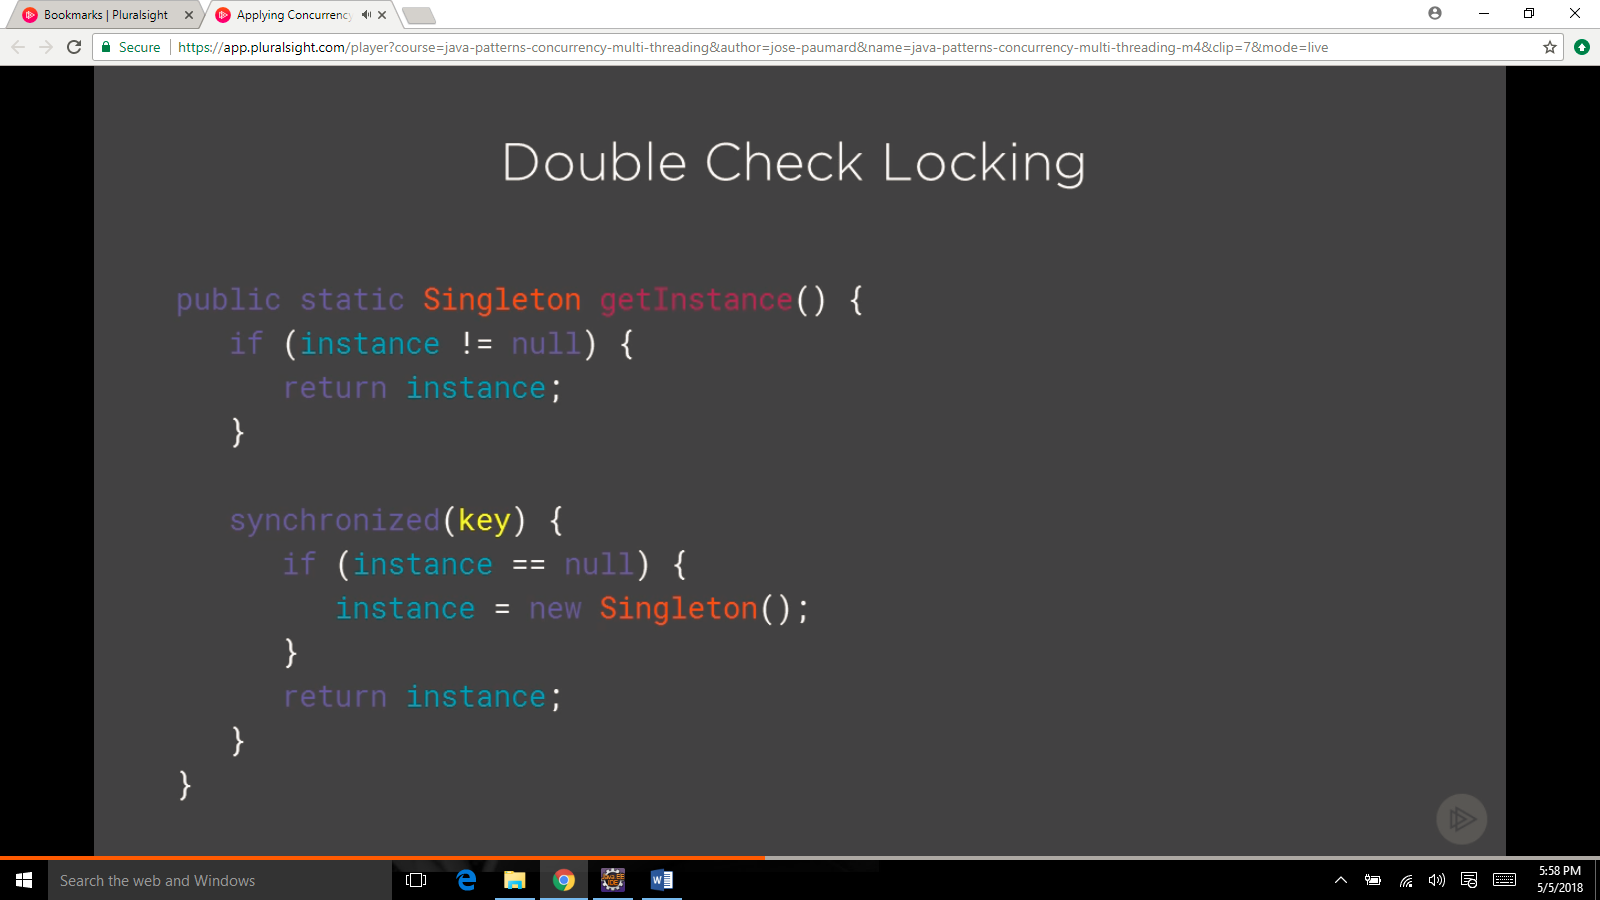 Bookmarks | Pluralsight
Applying Concurrency
Secure
https://app.pluralsight.com/player?course=java-patterns-concurrency-multi-threading&author=jose-paumard&name=java-patterns-concurrency-multi-threading-m4&clip=7&mode=live
Double Check Locking
public static Singleton getInstance() {
if (instance != null) {
return instance;
}
synchronized(key) {
if (instance == null) {
instance = new Singleton();
}
return instance;
}
}
Search the web and Windows
5:58 PM
5/5/2018